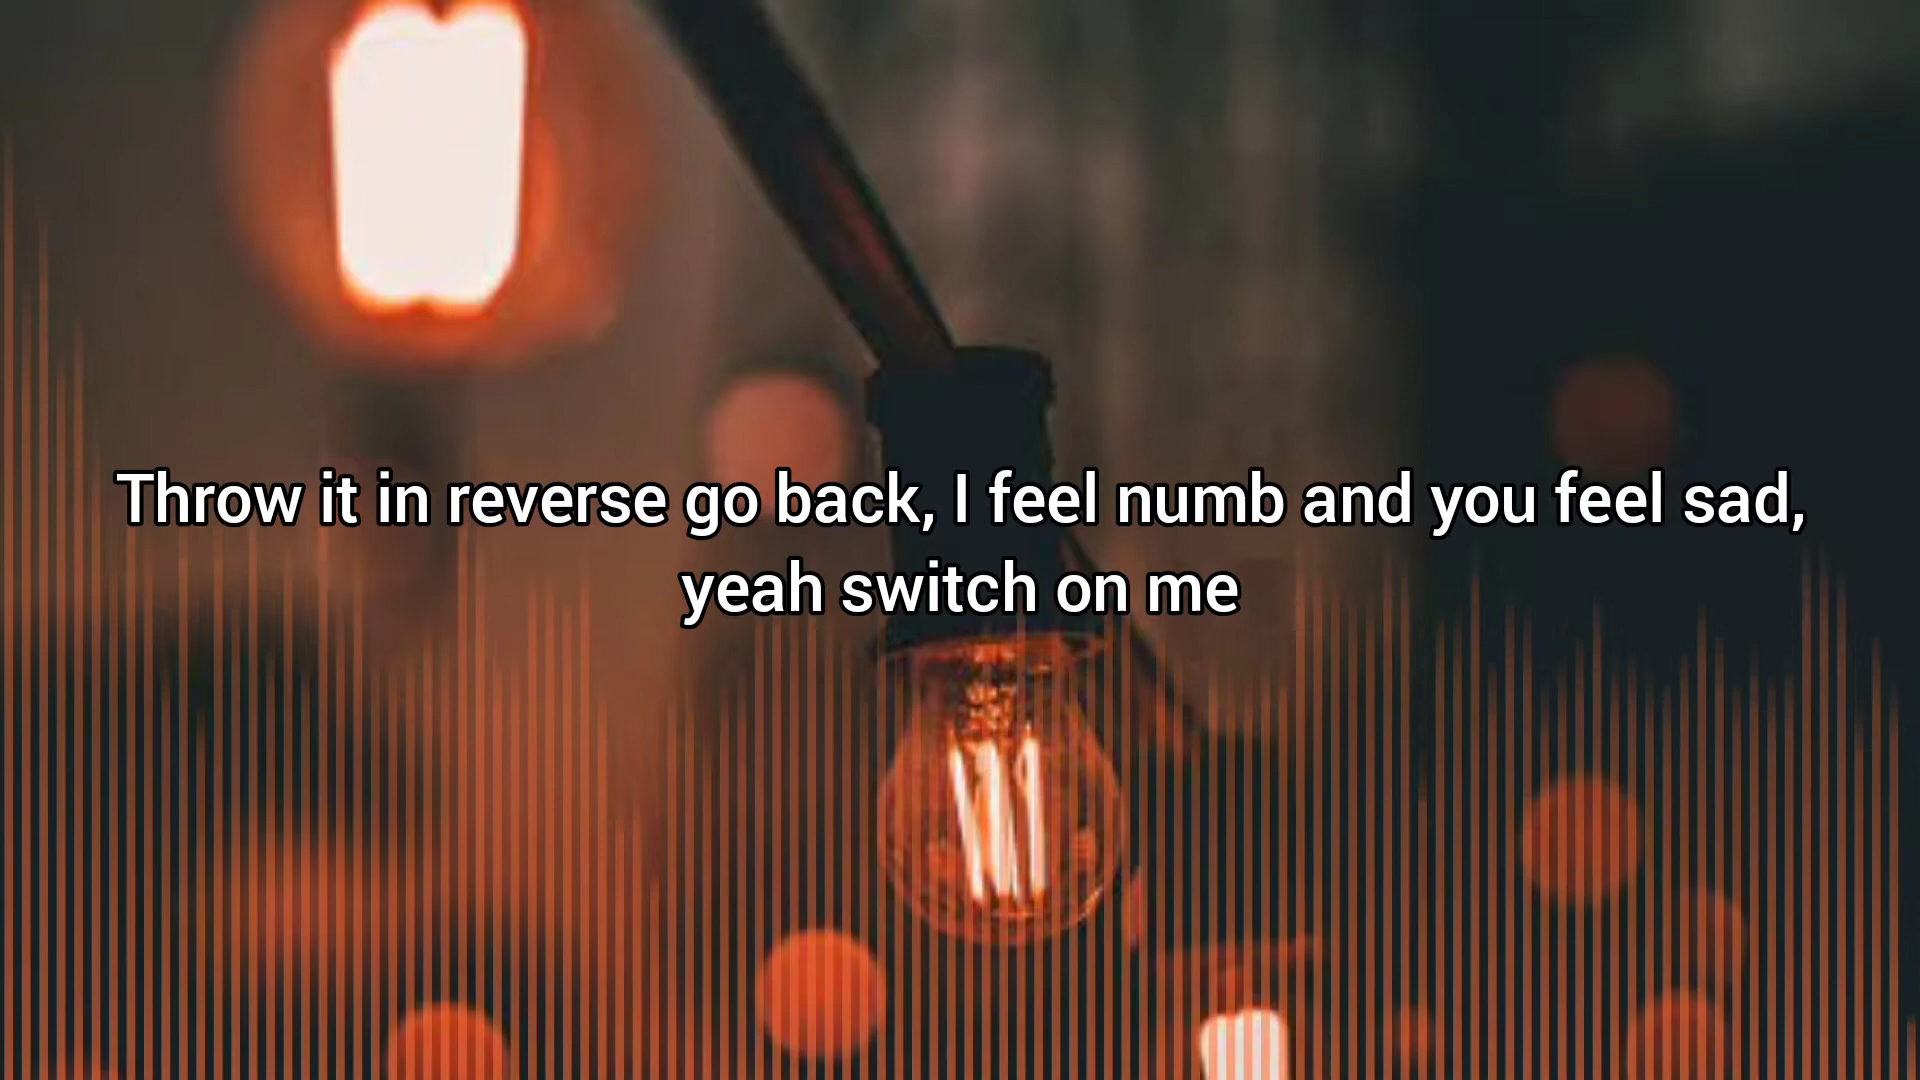 Throw it in reverse go back, I feel numb and you feel sad,
yeah switch on me